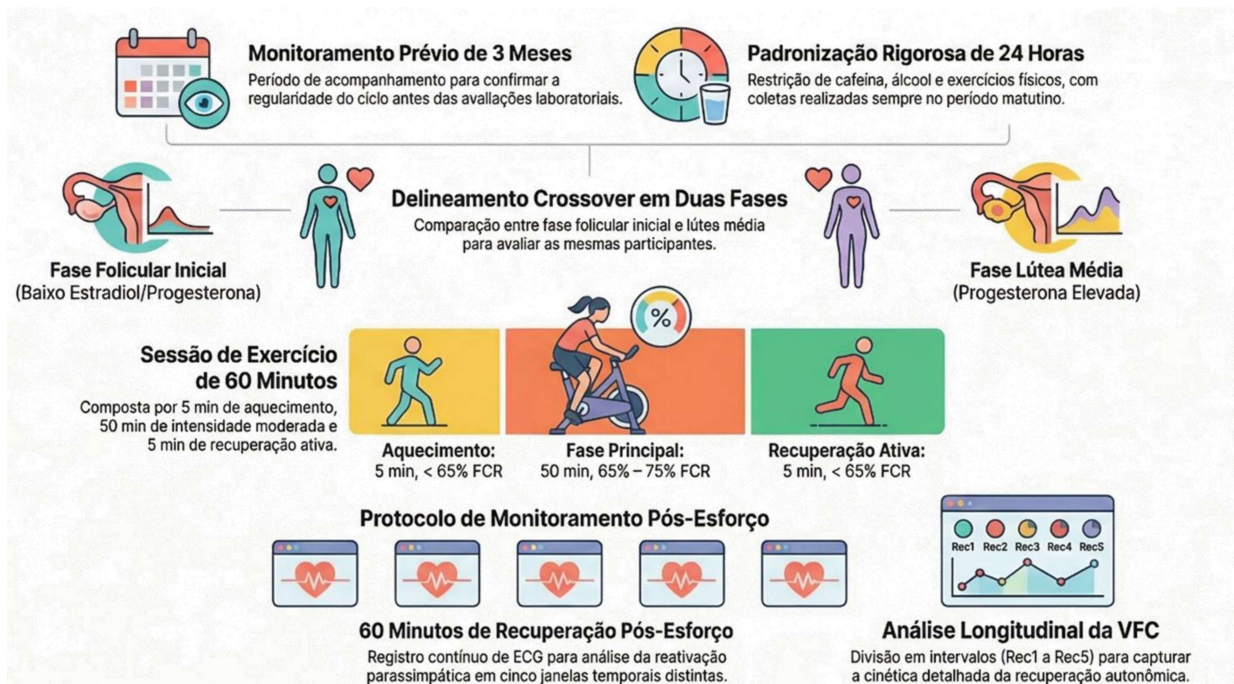 Monitoramento Prévio de 3 Meses
Período de acompanhamento para confirmar a
regularidade do ciclo antes das avallações laboratoriais.
Padronização Rigorosa de 24 Horas
Restrição de cafeína, álcool e exercícios físicos, com
coletas realizadas sempre no período matutino.
Delineamento Crossover em Duas Fases
Comparação entre fase folicular inicial e lútes média
para avaliar as mesmas participantes.
Fase Folicular Inicial
(Baixo Estradiol/Progesterona)
Fase Lútea Média
(Progesterona Elevada)
Sessão de Exercício
de 60 Minutos
Composta por 5 min de aquecimento,
50 min de intensidade moderada e
5 min de recuperação ativa.
%
Aquecimento:
5 min, < 65% FCR
Fase Principal:
50 min, 65% – 75% FCR
Recuperação Ativa:
5 min, < 65% FCR
Protocolo de Monitoramento Pós-Esforço
60 Minutos de Recuperação Pós-Esforço
Registro contínuo de ECG para análise da reativação
parassimpática em cinco janelas temporais distintas.
Rec1 Rec2 Rec3 Rec4 Rec5
Análise Longitudinal da VFC
Divisão em intervalos (Rec1 a Rec5) para capturar
a cinética detalhada da recuperação autonômica.